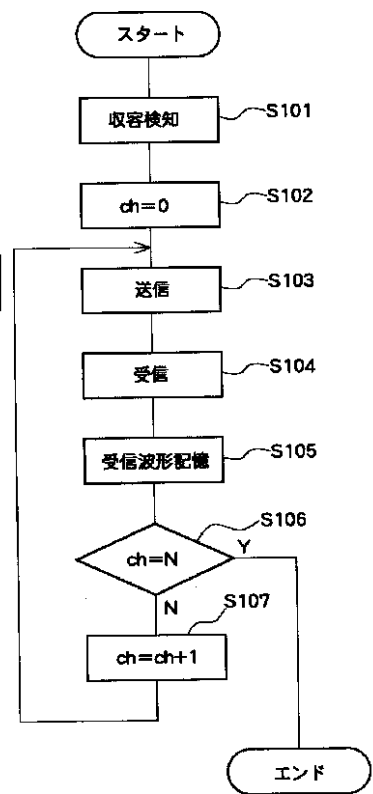 スタート
収容検知
S101
ch=0
S102
送信
S103
受信
S104
受信波形記憶
S105
ch=N
S106
Y
N
S107
ch=ch+1
エンド